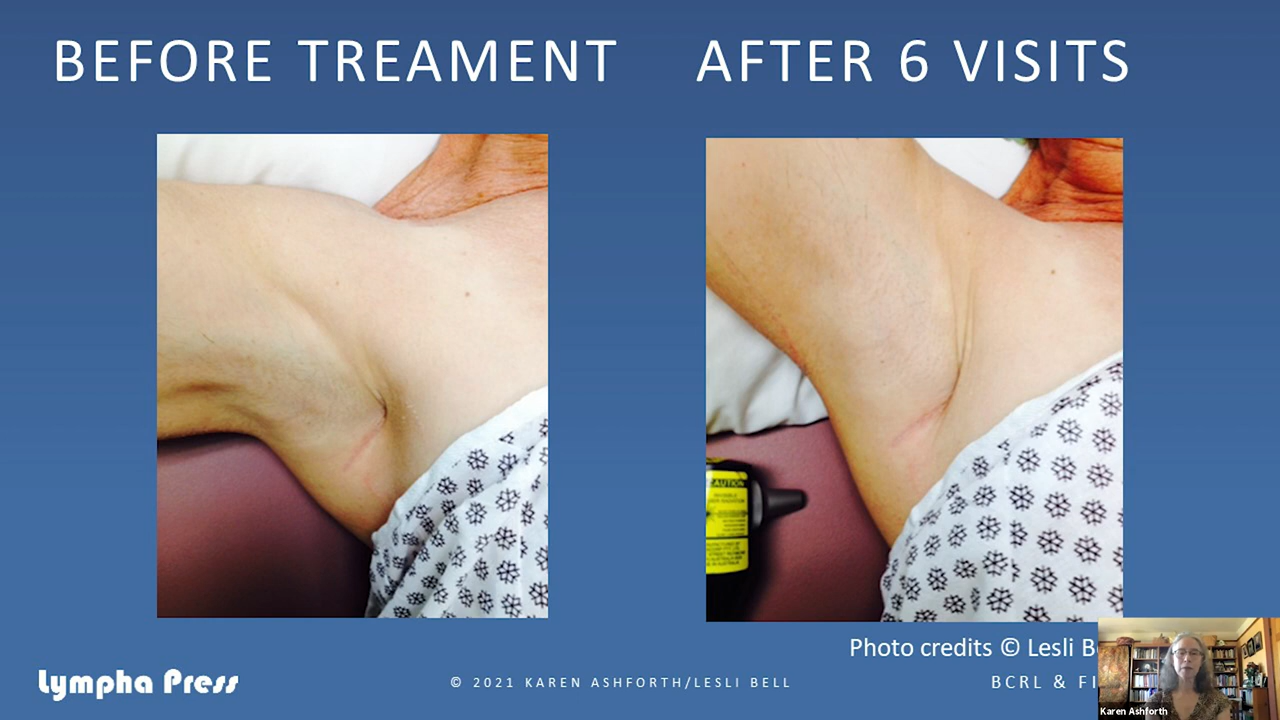 BEFORE TREAMENT
AFTER 6 VISITS
CAUTION
Photo credits © Lesli
Lympha Press
© 2021 KAREN ASHFORTH/LESLI BELL
BCRL &
Karen Ashforth